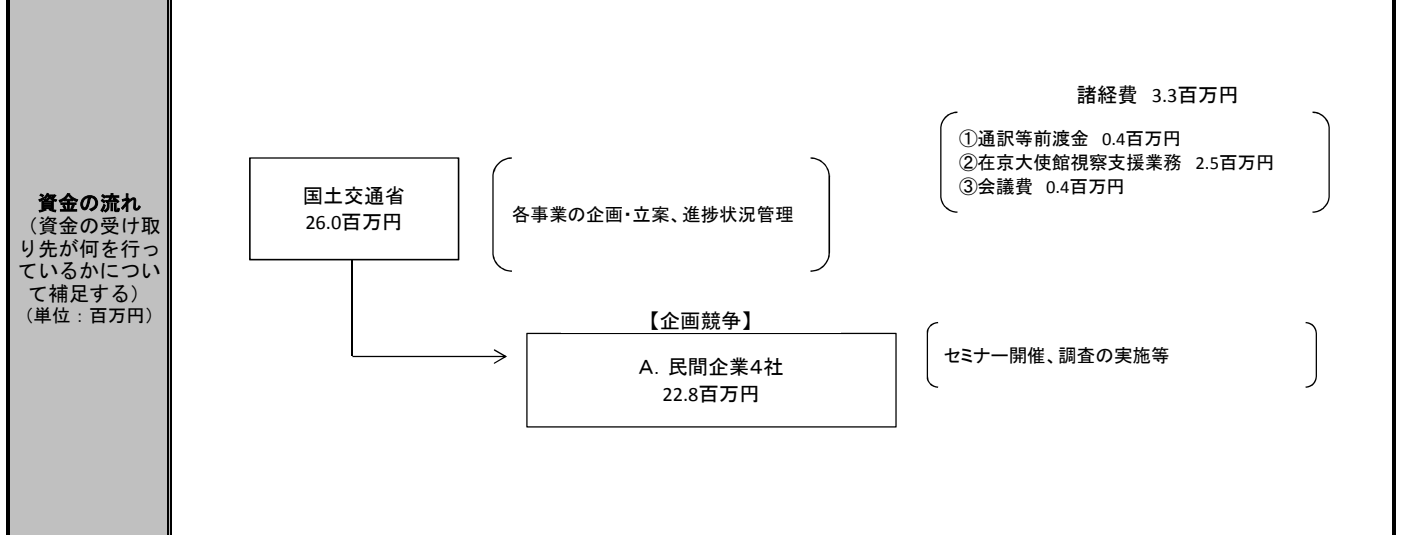 資金の流れ
（資金の受け取
り先が何を行っ
ているかについ
て補足する）
（単位：百万円）
国土交通省
26.0百万円
各事業の企画・立案、進捗状況管理
諸経費 3.3百万円
①通訳等前渡金 0.4百万円
②在京大使館視察支援業務 2.5百万円
③会議費 0.4百万円
【企画競争】
A. 民間企業４社
22.8百万円
セミナー開催、調査の実施等